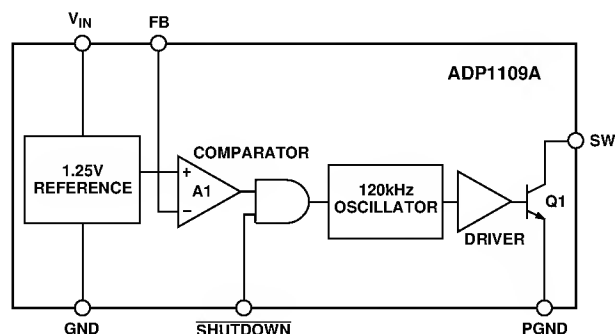 VIN FB
ADP1109A
SW
COMPARATOR
1.25V
REFERENCE
+
A1
−
120kHz
OSCILLATOR
DRIVER
Q1
GND SHUTDOWN PGND